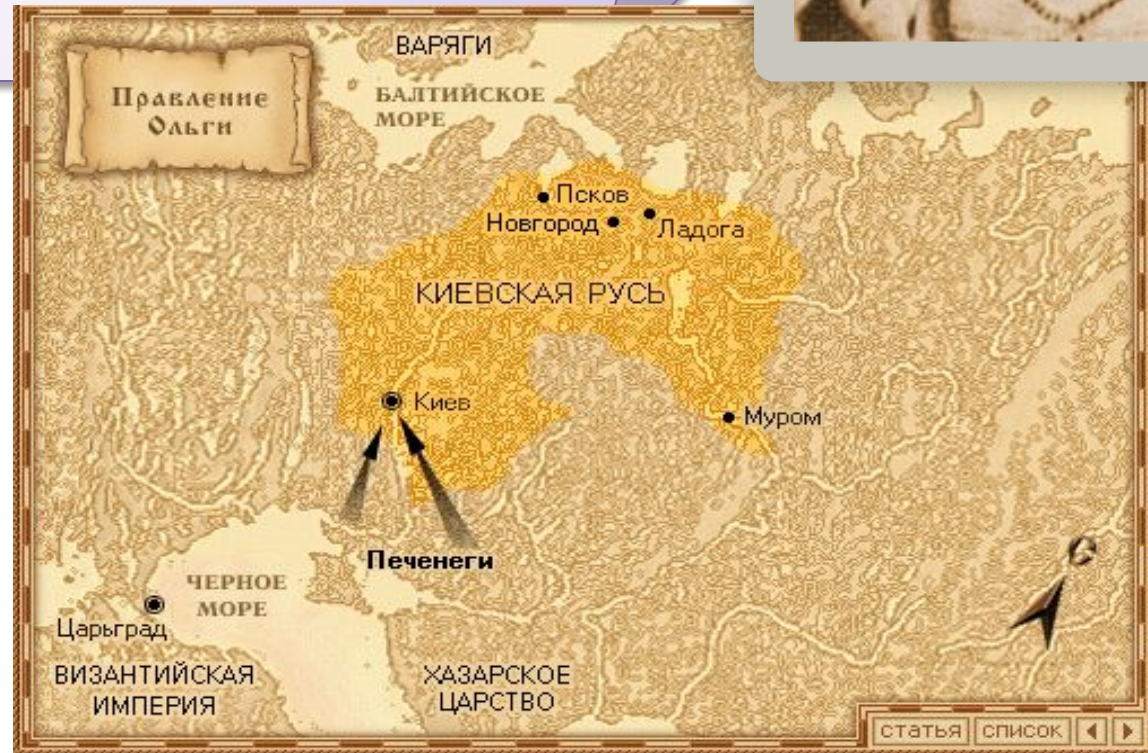 Правление
Ольги
ВАРЯГИ
БАЛТИЙСКОЕ
МОРЕ
Псков
Новгород
Ладога
КИЕВСКАЯ РУСЬ
Киев
Муром
Печенеги
С
ЧЕРНОЕ
МОРЕ
Царьград
ВИЗАНТИЙСКАЯ
ИМПЕРИЯ
ХАЗАРСКОЕ
ЦАРСТВО
статья список